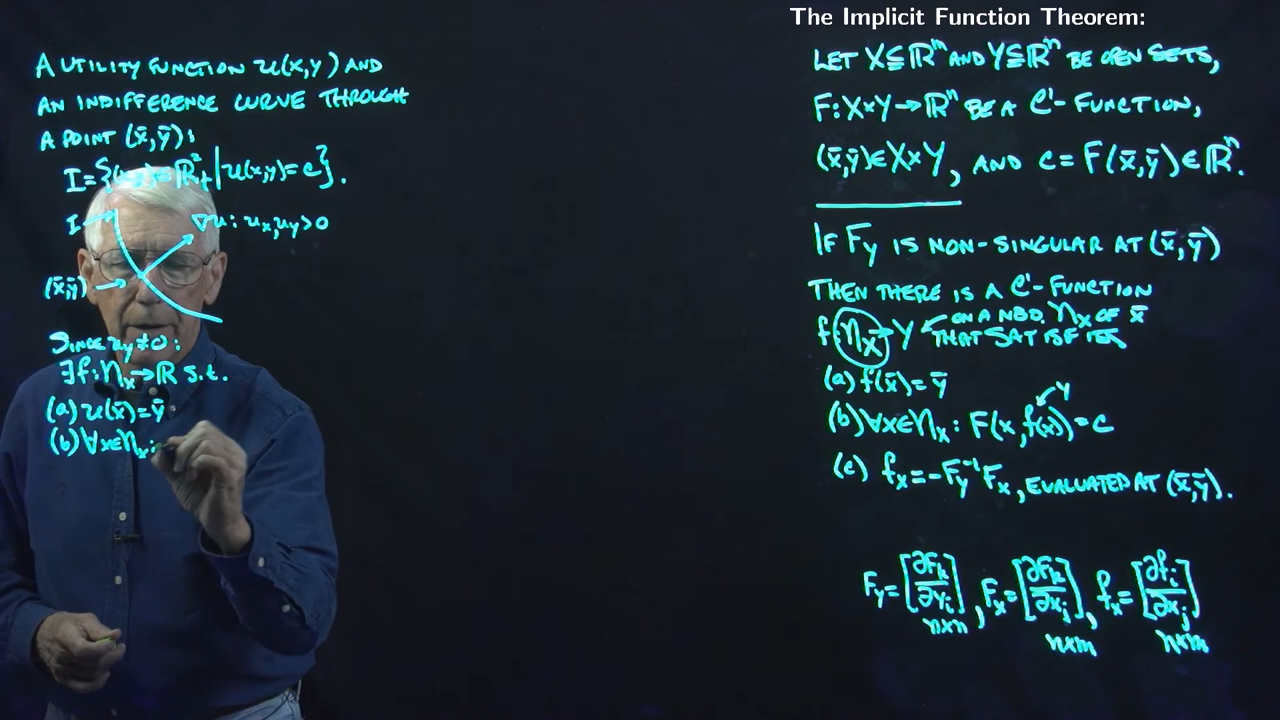 The Implicit Function Theorem:
A UTILITY FUNCTION u(x,y) AND
AN INDIFFERENCE CURVE THROUGH
A POINT (x̄,ȳ):
I={(x,y)∈ℝ²₊|u(x,y)=c}.
I→
∇u: uₓ,u_y>0
(x̄,ȳ)→
SINCE u_y≠0:
∃f:ηₓ→ℝ s.t.
(a) u(x̄)=ȳ
(b) ∀x∈ηₓ:
LET X⊆ℝᵐ AND Y⊆ℝⁿ BE OPEN SETS,
F:X×Y→ℝⁿ BE A C¹-FUNCTION,
(x̄,ȳ)∈X×Y, AND c=F(x̄,ȳ)∈ℝⁿ.
IF F_y IS NON-SINGULAR AT (x̄,ȳ)
THEN THERE IS A C¹-FUNCTION
f:ηₓ→Y ← ON A NBD. ηₓ OF x̄
THAT SATISFIES
(a) f(x̄)=ȳ
y
(b) ∀x∈ηₓ: F(x,f(x))=c
(c) fₓ=-F_y⁻¹Fₓ, EVALUATED AT (x̄,ȳ).
F_y=[∂F_k/∂y_i], Fₓ=[∂F_k/∂x_j], fₓ=[∂f_i/∂x_j]
n×n n×m n×m